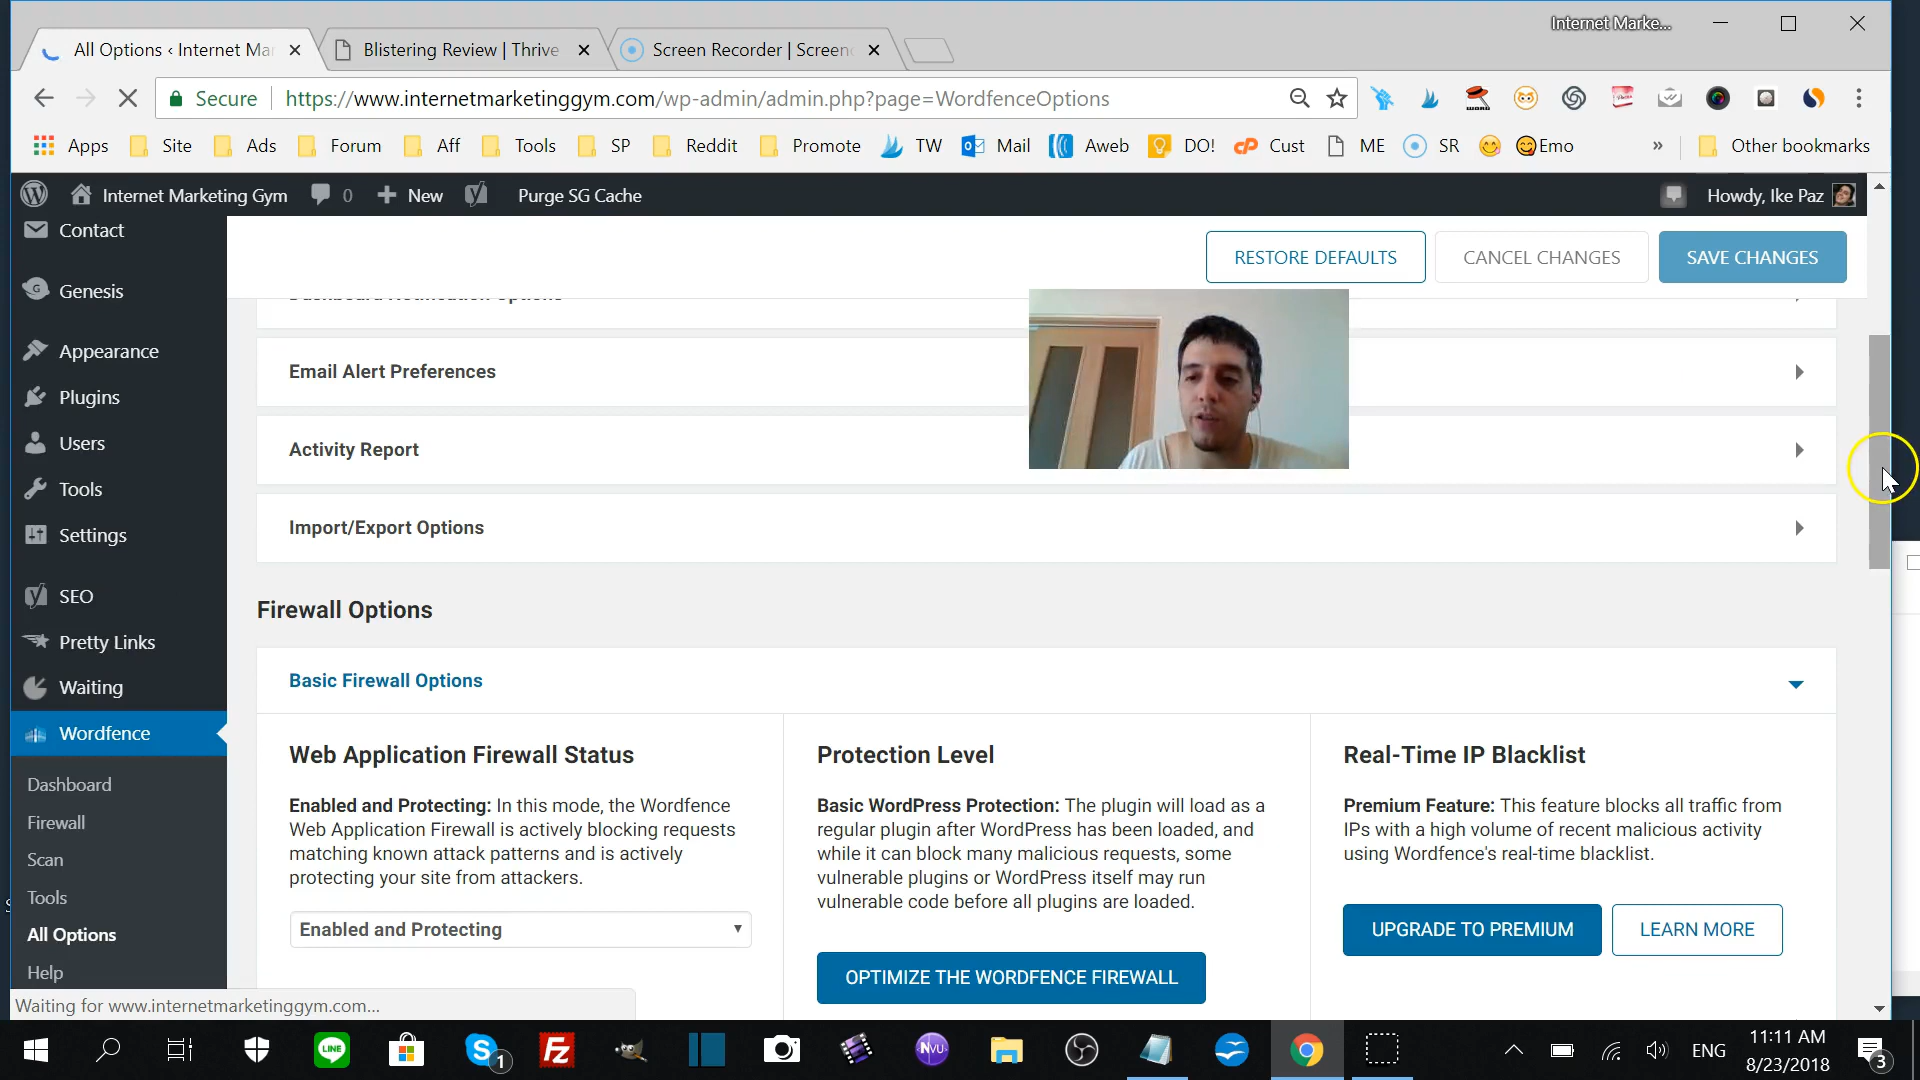 Internet Marke...
All Options ‹ Internet Mar
Blistering Review | Thrive
Screen Recorder | Screenc
Secure
https://www.internetmarketinggym.com/wp-admin/admin.php?page=WordfenceOptions
Apps Site Ads Forum Aff Tools SP Reddit Promote TW Mail Aweb DO! cP Cust ME SR Emo » Other bookmarks
Internet Marketing Gym 0 New Purge SG Cache Howdy, Ike Paz
Contact
Genesis
Appearance
Plugins
Users
Tools
Settings
SEO
Pretty Links
Waiting
Wordfence
Dashboard
Firewall
Scan
Tools
All Options
Help
RESTORE DEFAULTS CANCEL CHANGES SAVE CHANGES
Dashboard Notification Options
Email Alert Preferences
Activity Report
Import/Export Options
Firewall Options
Basic Firewall Options
Web Application Firewall Status
Enabled and Protecting: In this mode, the Wordfence
Web Application Firewall is actively blocking requests
matching known attack patterns and is actively
protecting your site from attackers.
Enabled and Protecting
Protection Level
Basic WordPress Protection: The plugin will load as a
regular plugin after WordPress has been loaded, and
while it can block many malicious requests, some
vulnerable plugins or WordPress itself may run
vulnerable code before all plugins are loaded.
OPTIMIZE THE WORDFENCE FIREWALL
Real-Time IP Blacklist
Premium Feature: This feature blocks all traffic from
IPs with a high volume of recent malicious activity
using Wordfence's real-time blacklist.
UPGRADE TO PREMIUM LEARN MORE
Waiting for www.internetmarketinggym.com...
LINE
S 1
FZ
NVU
ENG
11:11 AM
8/23/2018
3